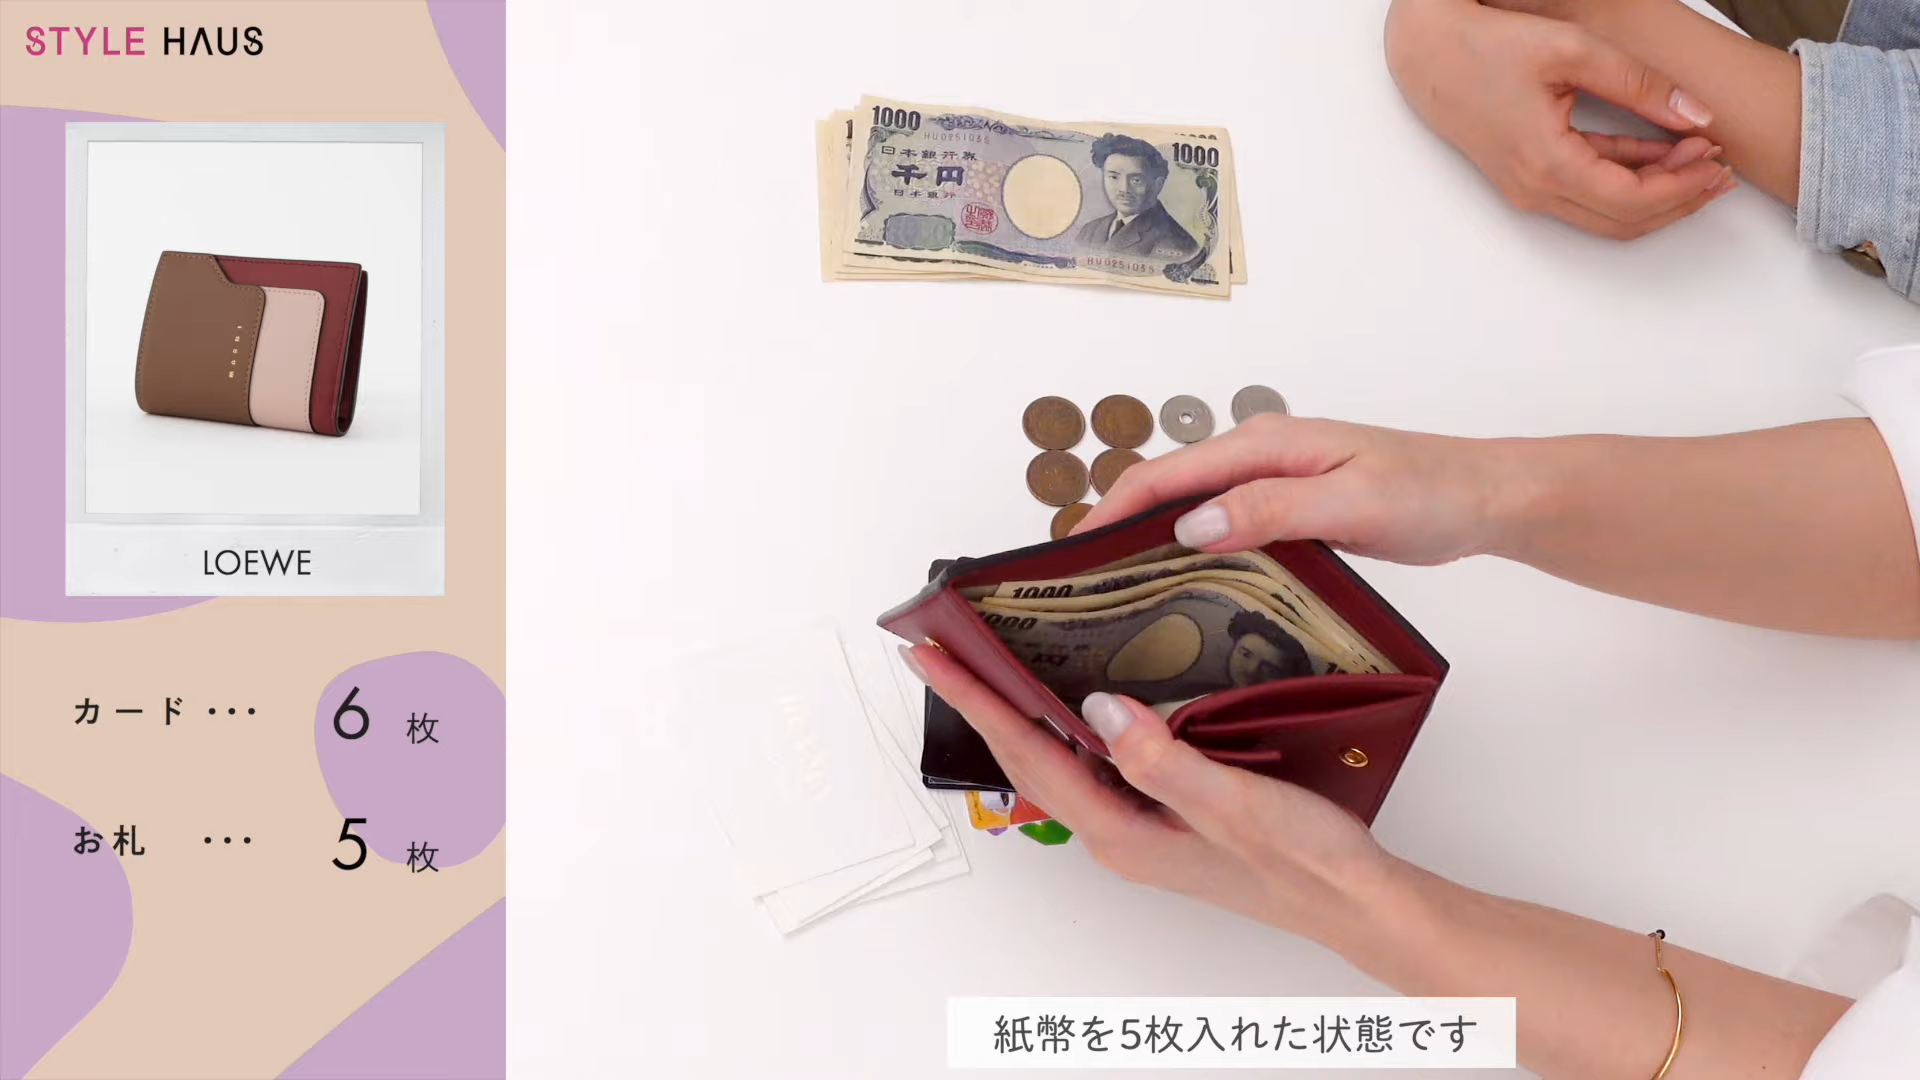 STYLE HAUS
MARNI
LOEWE
カード ・・・ 6 枚
お札 ・・・ 5 枚
1000
HU025103S
日本銀行券
千円
日本銀行
1000
HU025103S
1000
1000
紙幣を5枚入れた状態です